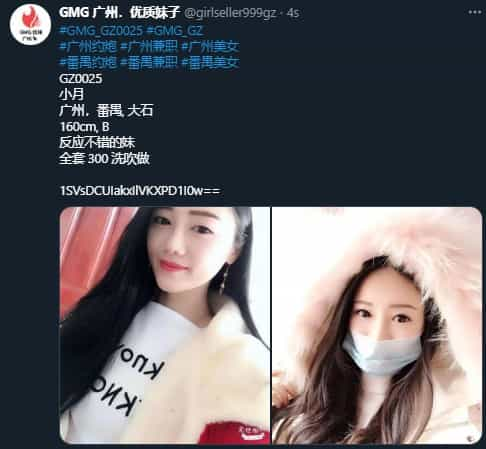 GMG 广州．优质妹子 @girlseller999gz · 4s
#GMG_GZ0025 #GMG_GZ
#广州约炮 #广州兼职 #广州美女
#番禺约炮 #番禺兼职 #番禺美女
GZ0025
小月
广州，番禺, 大石
160cm, B
反应不错的妹
全套 300 洗吹做